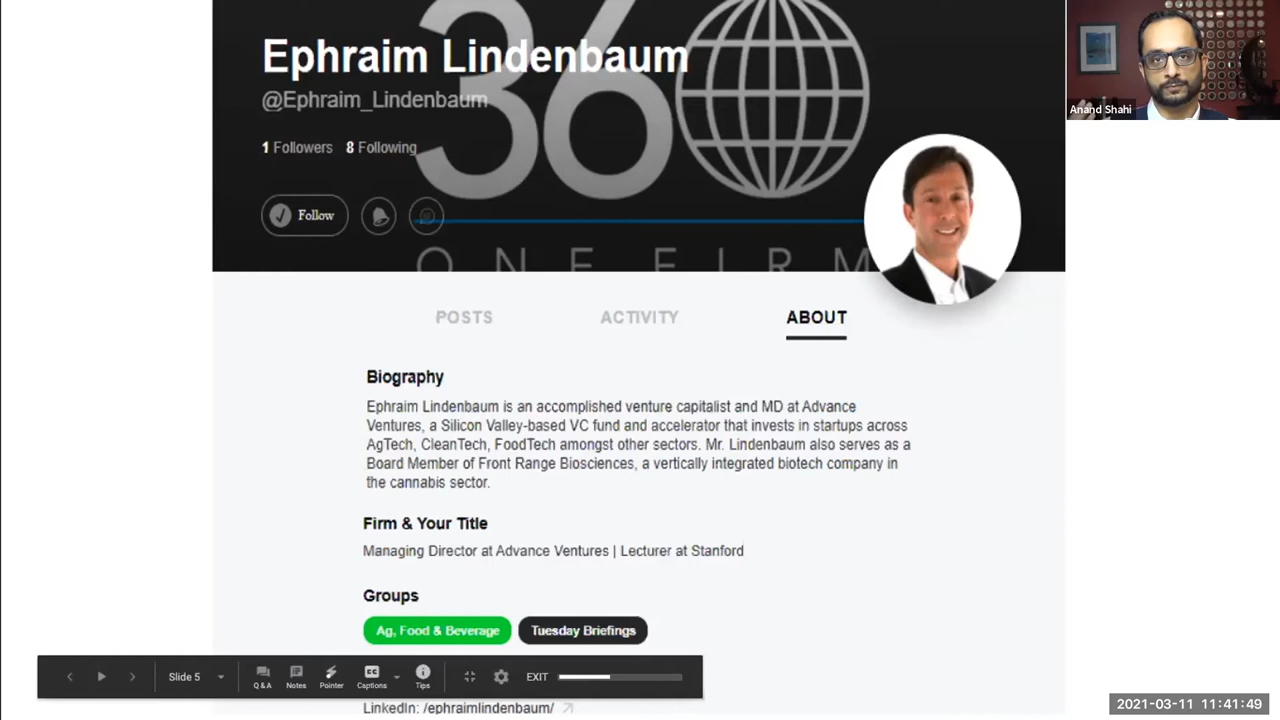 360
Ephraim Lindenbaum
@Ephraim_Lindenbaum
1 Followers 8 Following
Follow
ONE FIRM
Anand Shahi
POSTS ACTIVITY ABOUT
Biography
Ephraim Lindenbaum is an accomplished venture capitalist and MD at Advance
Ventures, a Silicon Valley-based VC fund and accelerator that invests in startups across
AgTech, CleanTech, FoodTech amongst other sectors. Mr. Lindenbaum also serves as a
Board Member of Front Range Biosciences, a vertically integrated biotech company in
the cannabis sector.
Firm & Your Title
Managing Director at Advance Ventures | Lecturer at Stanford
Groups
Ag, Food & Beverage Tuesday Briefings
Slide 5 Q & A Notes Pointer CC Captions Tips EXIT
LinkedIn: /ephraimlindenbaum/
2021-03-11 11:41:49